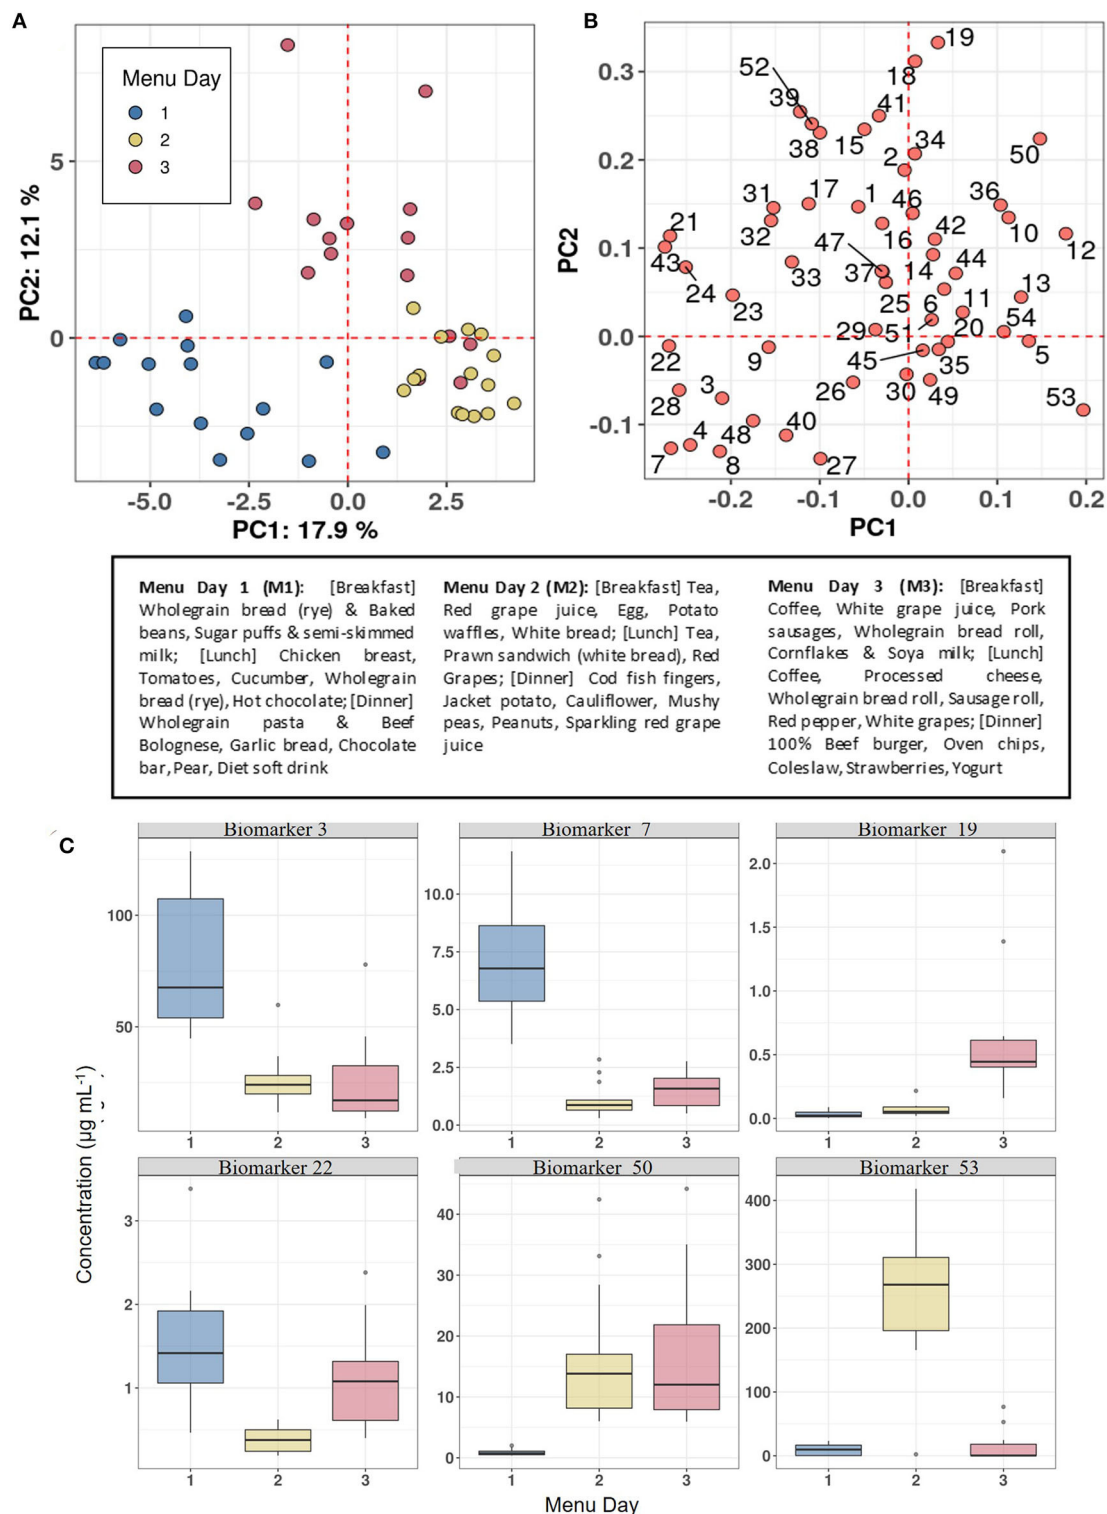 A
Menu Day
1
2
3
5
0
PC2: 12.1 %
-5.0
-2.5
0.0
2.5
PC1: 17.9 %
B
19
18
52
39
41
38
15
2
34
50
31
17
1
46
36
32
16
42
10
12
21
47
43
24
33
37
14
44
23
25
6
11
13
29
51
20
54
22
9
45
35
5
28
3
26
30
49
53
4
48
40
7
8
27
0.3
0.2
0.1
0.0
-0.1
PC2
-0.2
-0.1
0.0
0.1
0.2
PC1
Menu Day 1 (M1): [Breakfast]
Wholegrain bread (rye) & Baked
beans, Sugar puffs & semi-skimmed
milk; [Lunch] Chicken breast,
Tomatoes, Cucumber, Wholegrain
bread (rye), Hot chocolate; [Dinner]
Wholegrain pasta & Beef
Bolognese, Garlic bread, Chocolate
bar, Pear, Diet soft drink
Menu Day 2 (M2): [Breakfast] Tea,
Red grape juice, Egg, Potato
waffles, White bread; [Lunch] Tea,
Prawn sandwich (white bread), Red
Grapes; [Dinner] Cod fish fingers,
Jacket potato, Cauliflower, Mushy
peas, Peanuts, Sparkling red grape
juice
Menu Day 3 (M3): [Breakfast]
Coffee, White grape juice, Pork
sausages, Wholegrain bread roll,
Cornflakes & Soya milk; [Lunch]
Coffee, Processed cheese,
Wholegrain bread roll, Sausage roll,
Red pepper, White grapes; [Dinner]
100% Beef burger, Oven chips,
Coleslaw, Strawberries, Yogurt
C
Concentration (µg mL⁻¹)
Biomarker 3
100
50
1 2 3
Biomarker 7
10.0
7.5
5.0
2.5
0.0
1 2 3
Biomarker 19
2.0
1.5
1.0
0.5
0.0
1 2 3
Biomarker 22
3
2
1
1 2 3
Biomarker 50
40
30
20
10
0
1 2 3
Biomarker 53
400
300
200
100
0
1 2 3
Menu Day